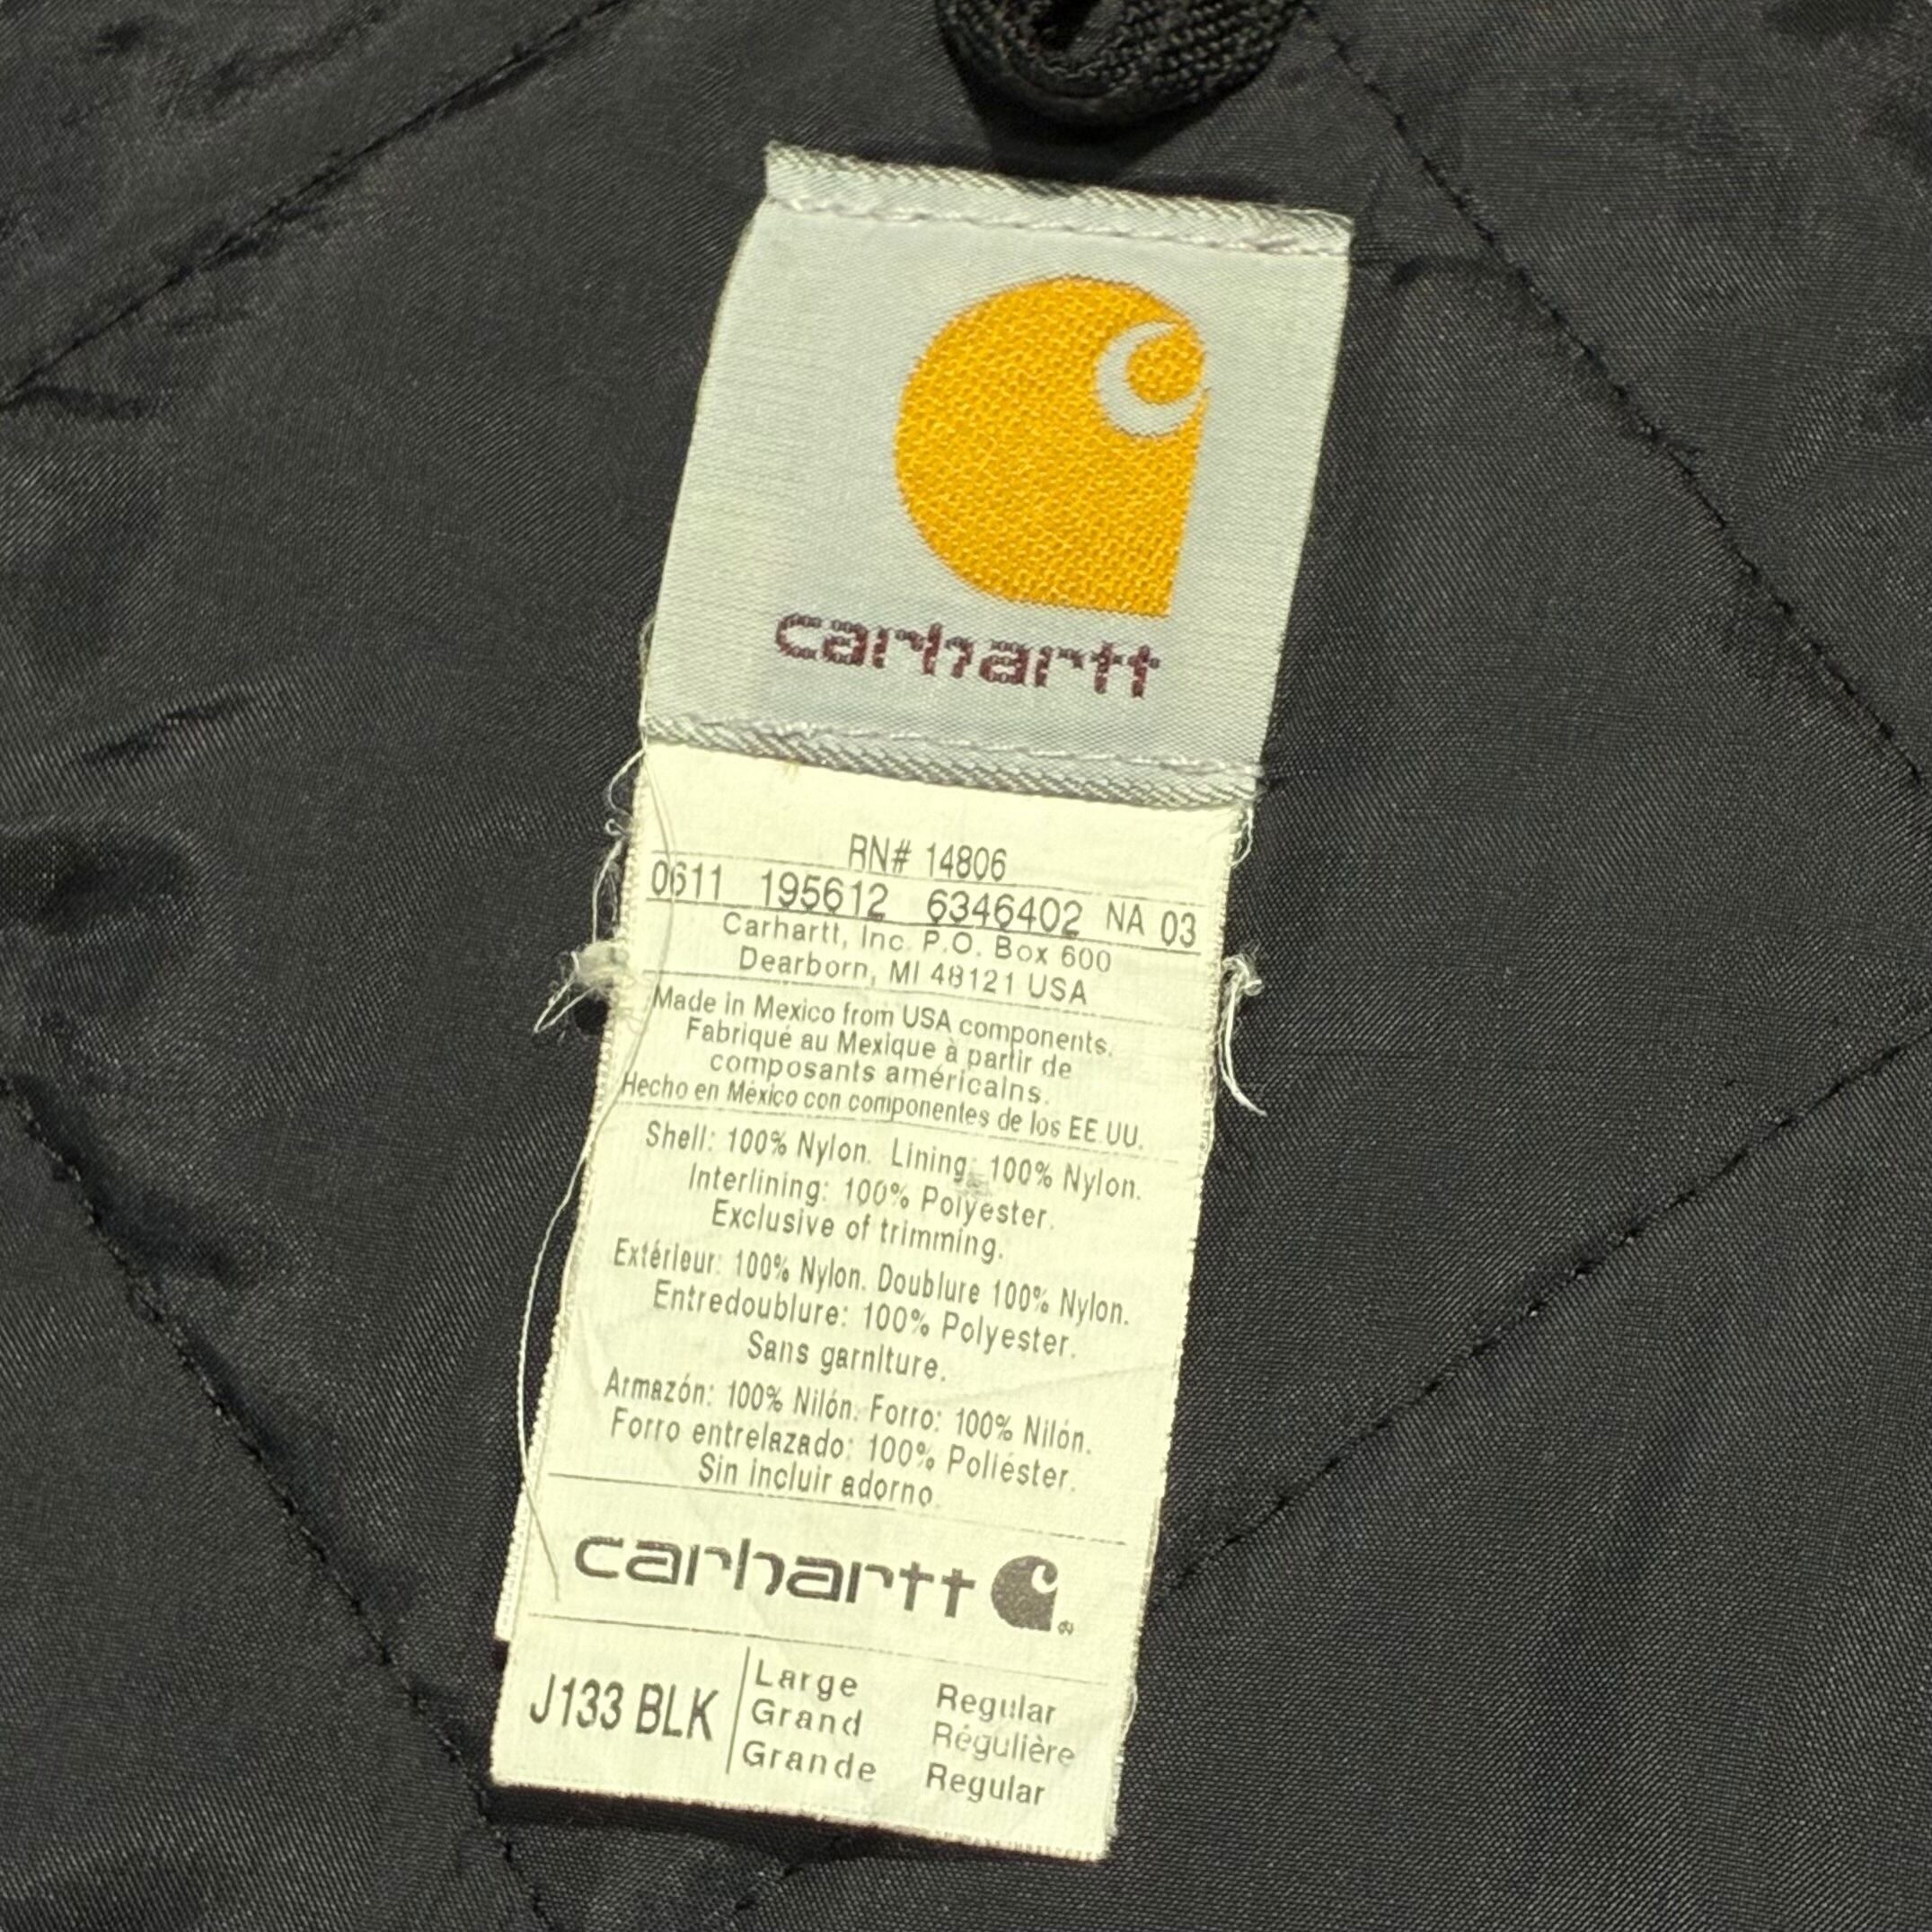 carhartt
RN# 14806
0611 195612 6346402 NA 03
Carhartt, Inc. P.O. Box 600
Dearborn, MI 48121 USA
Made in Mexico from USA components.
Fabriqué au Mexique à partir de
composants américains.
Hecho en México con componentes de los EE.UU.
Shell: 100% Nylon. Lining: 100% Nylon.
Interlining: 100% Polyester.
Exclusive of trimming.
Extérieur: 100% Nylon. Doublure 100% Nylon.
Entredoublure: 100% Polyester.
Sans garniture.
Armazón: 100% Nilón. Forro: 100% Nilón.
Forro entrelazado: 100% Poliéster.
Sin incluir adorno.
carhartt ®
J133 BLK Large Regular
Grand Régulière
Grande Regular